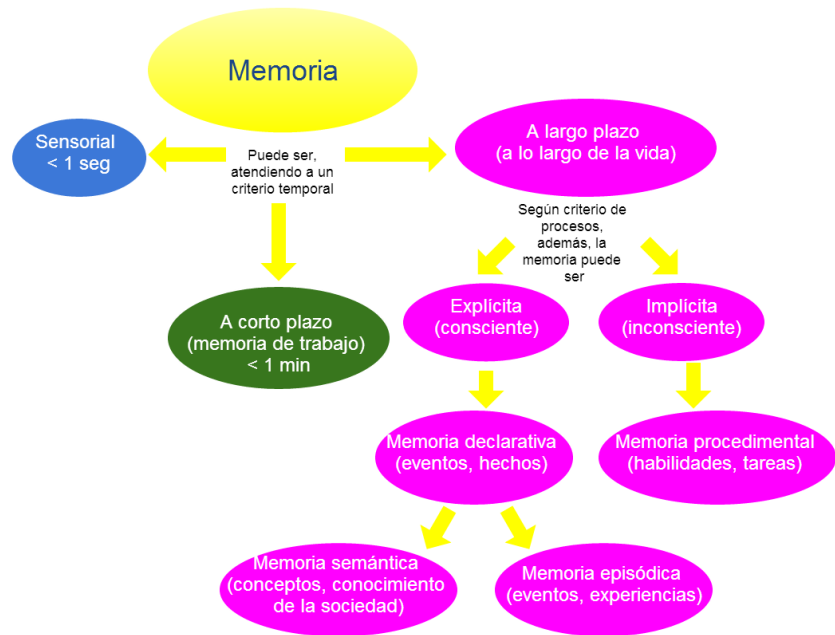 Memoria
Sensorial
< 1 seg
Puede ser,
atendiendo a un
criterio temporal
A largo plazo
(a lo largo de la vida)
Según criterio de
procesos,
además, la
memoria puede
ser
A corto plazo
(memoria de trabajo)
< 1 min
Explícita
(consciente)
Implícita
(inconsciente)
Memoria declarativa
(eventos, hechos)
Memoria procedimental
(habilidades, tareas)
Memoria semántica
(conceptos, conocimiento
de la sociedad)
Memoria episódica
(eventos, experiencias)